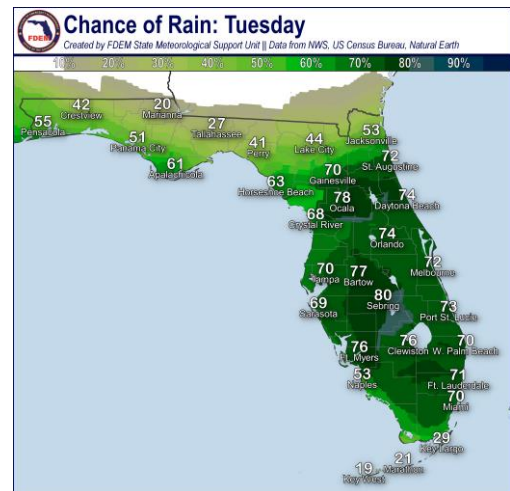 FDEM
Chance of Rain: Tuesday
Created by FDEM State Meteorological Support Unit || Data from NWS, US Census Bureau, Natural Earth
10% 20% 30% 40% 50% 60% 70% 80% 90%
42
Crestview
20
Marianna
55
Pensacola
27
Tallahassee
53
Jacksonville
51
Panama City
41
Perry
44
Lake City
61
Apalachicola
72
St. Augustine
70
Gainesville
63
Horseshoe Beach
78
Ocala
74
Daytona Beach
68
Crystal River
74
Orlando
72
Melbourne
70
Tampa
77
Bartow
80
Sebring
69
Sarasota
73
Port St. Lucie
76
Ft. Myers
76
Clewiston
70
W. Palm Beach
53
Naples
71
Ft. Lauderdale
70
Miami
29
Key Largo
21
Marathon
19
Key West